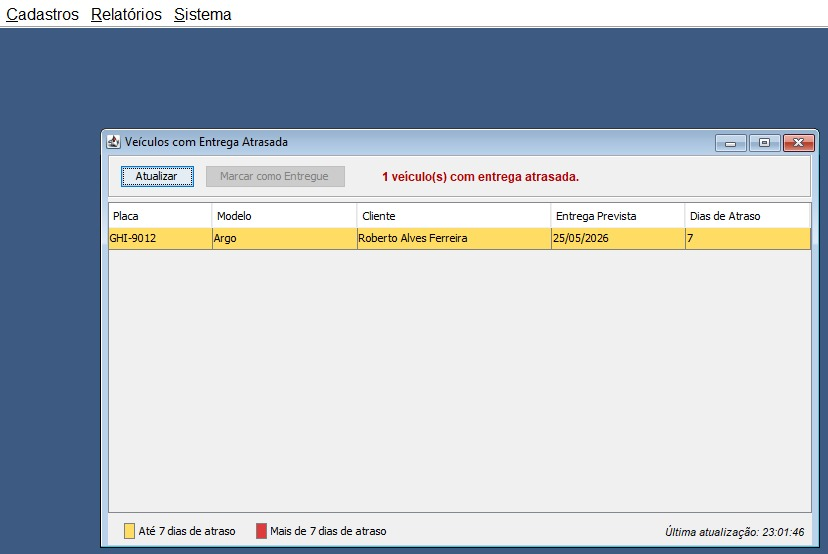 Cadastros Relatórios Sistema
Veículos com Entrega Atrasada
Atualizar Marcar como Entregue 1 veiculo(s) com entrega atrasada.
Placa Modelo Cliente Entrega Prevista Dias de Atraso
GHI-9012 Argo Roberto Alves Ferreira 25/05/2026 7
Até 7 dias de atraso Mais de 7 dias de atraso Última atualização: 23:01:46